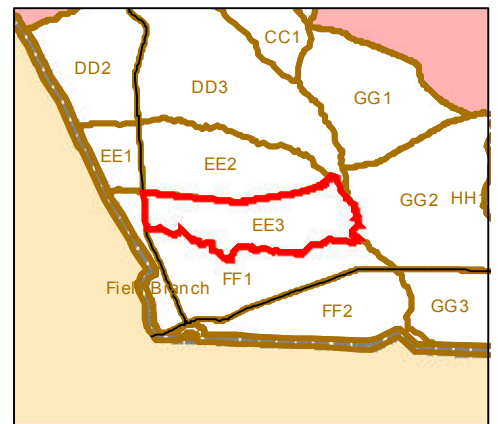 CC1
DD2
DD3
GG1
EE1
EE2
GG2 HH
EE3
FF1
Field Branch
FF2
GG3